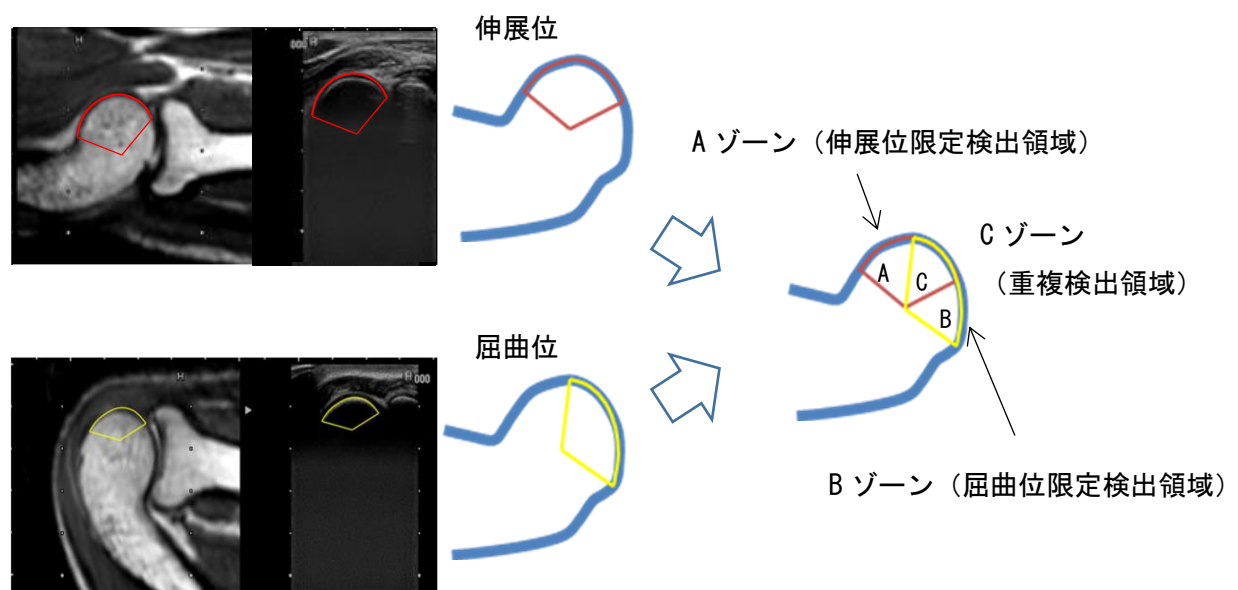 伸展位
H
000 H
A ゾーン（伸展位限定検出領域）
C ゾーン
（重複検出領域）
A
C
B
屈曲位
H
H 000
B ゾーン（屈曲位限定検出領域）